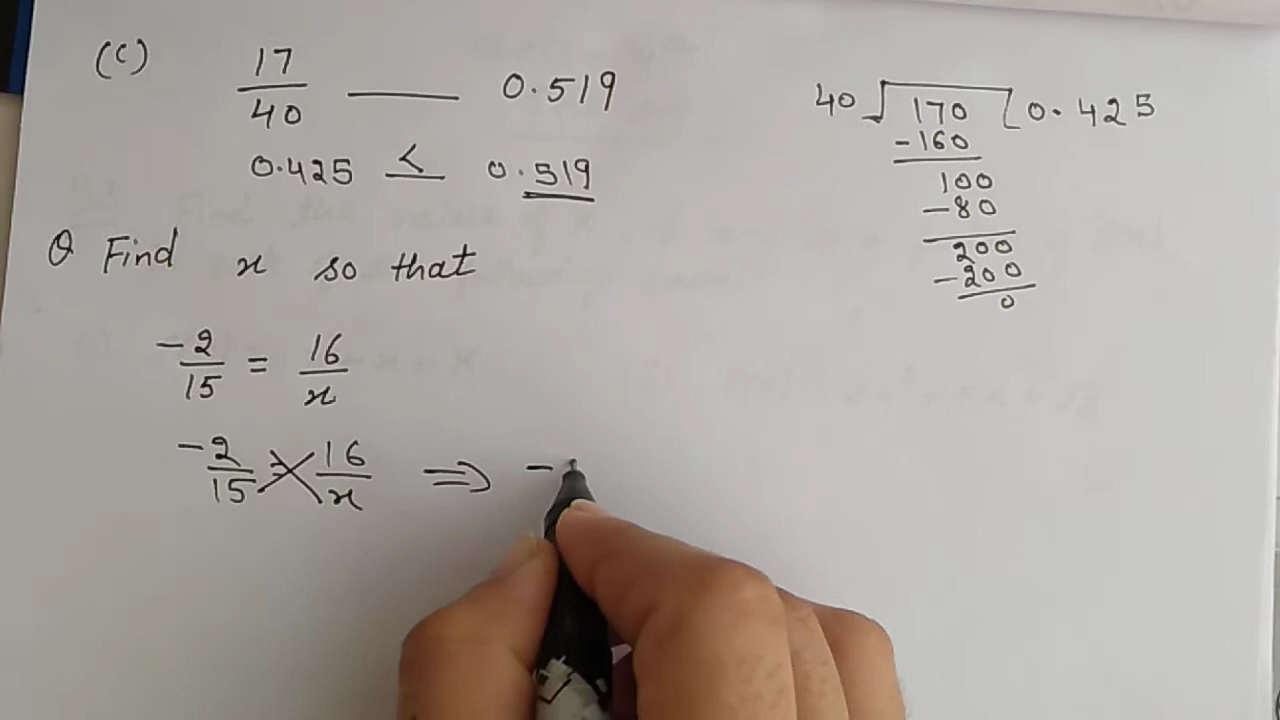 (c) 17/40 ____ 0.519
0.425 < 0.519
40 170 0.425
-160
100
-80
200
-200
0
Q Find x so that
-2/15 = 16/x
-2/15 = 16/x ⇒ -